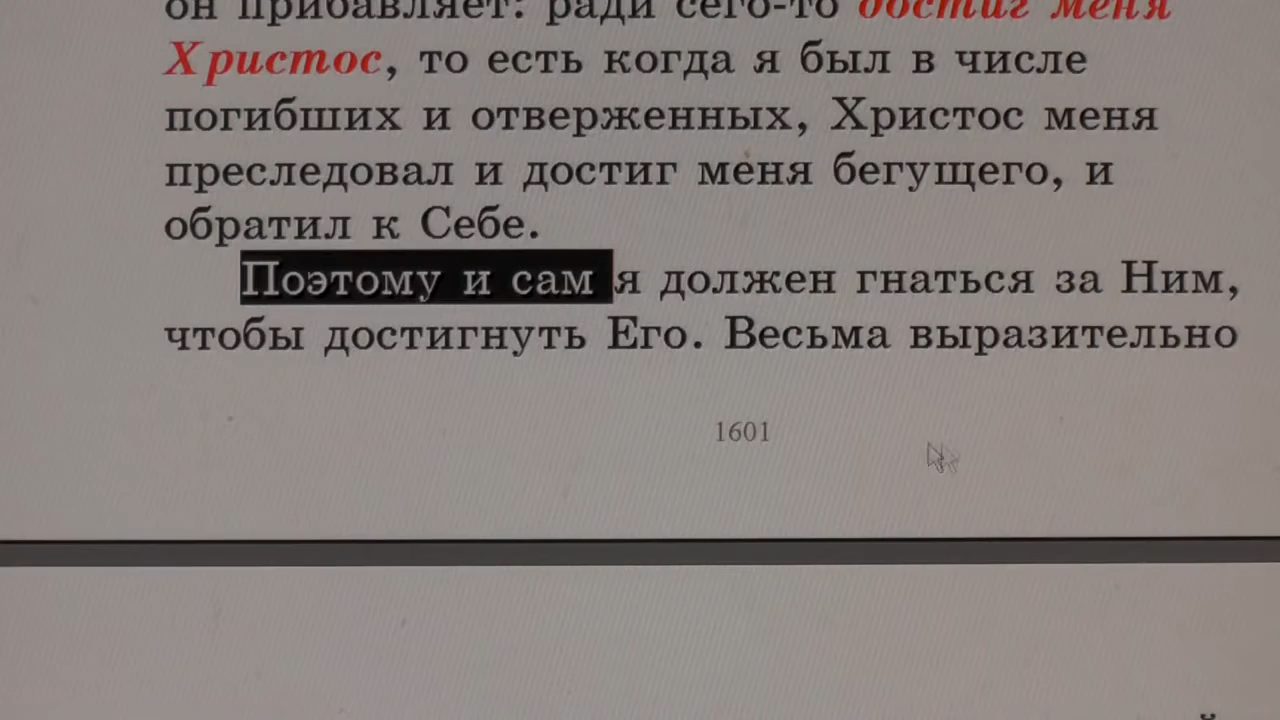 он прибавляет: ради сего-то достиг меня
Христос, то есть когда я был в числе
погибших и отверженных, Христос меня
преследовал и достиг меня бегущего, и
обратил к Себе.
Поэтому и сам я должен гнаться за Ним,
чтобы достигнуть Его. Весьма выразительно
1601